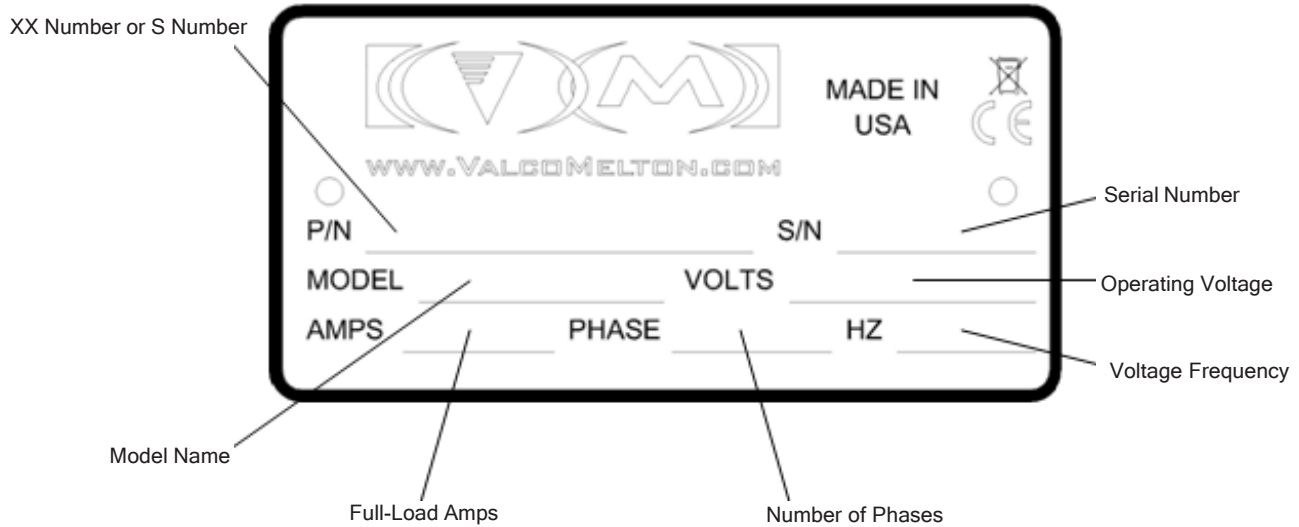 XX Number or S Number
MADE IN
USA
CE
WWW.VALCOMELTON.COM
Serial Number
P/N S/N
MODEL VOLTS
Operating Voltage
AMPS PHASE HZ
Voltage Frequency
Model Name
Full-Load Amps
Number of Phases